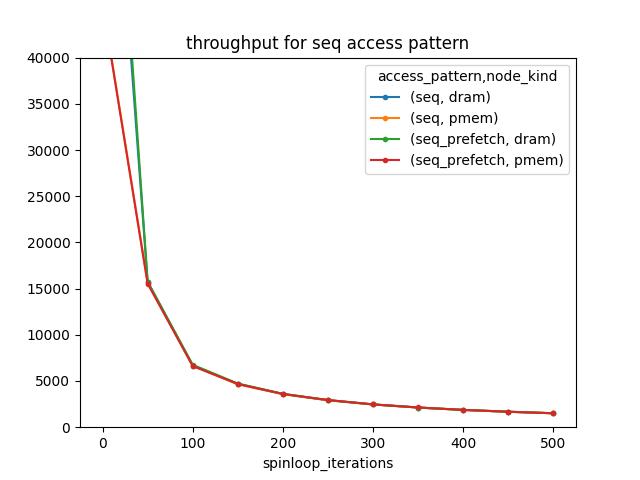 throughput for seq access pattern
access_pattern,node_kind
(seq, dram)
(seq, pmem)
(seq_prefetch, dram)
(seq_prefetch, pmem)
40000
35000
30000
25000
20000
15000
10000
5000
0
0 100 200 300 400 500
spinloop_iterations